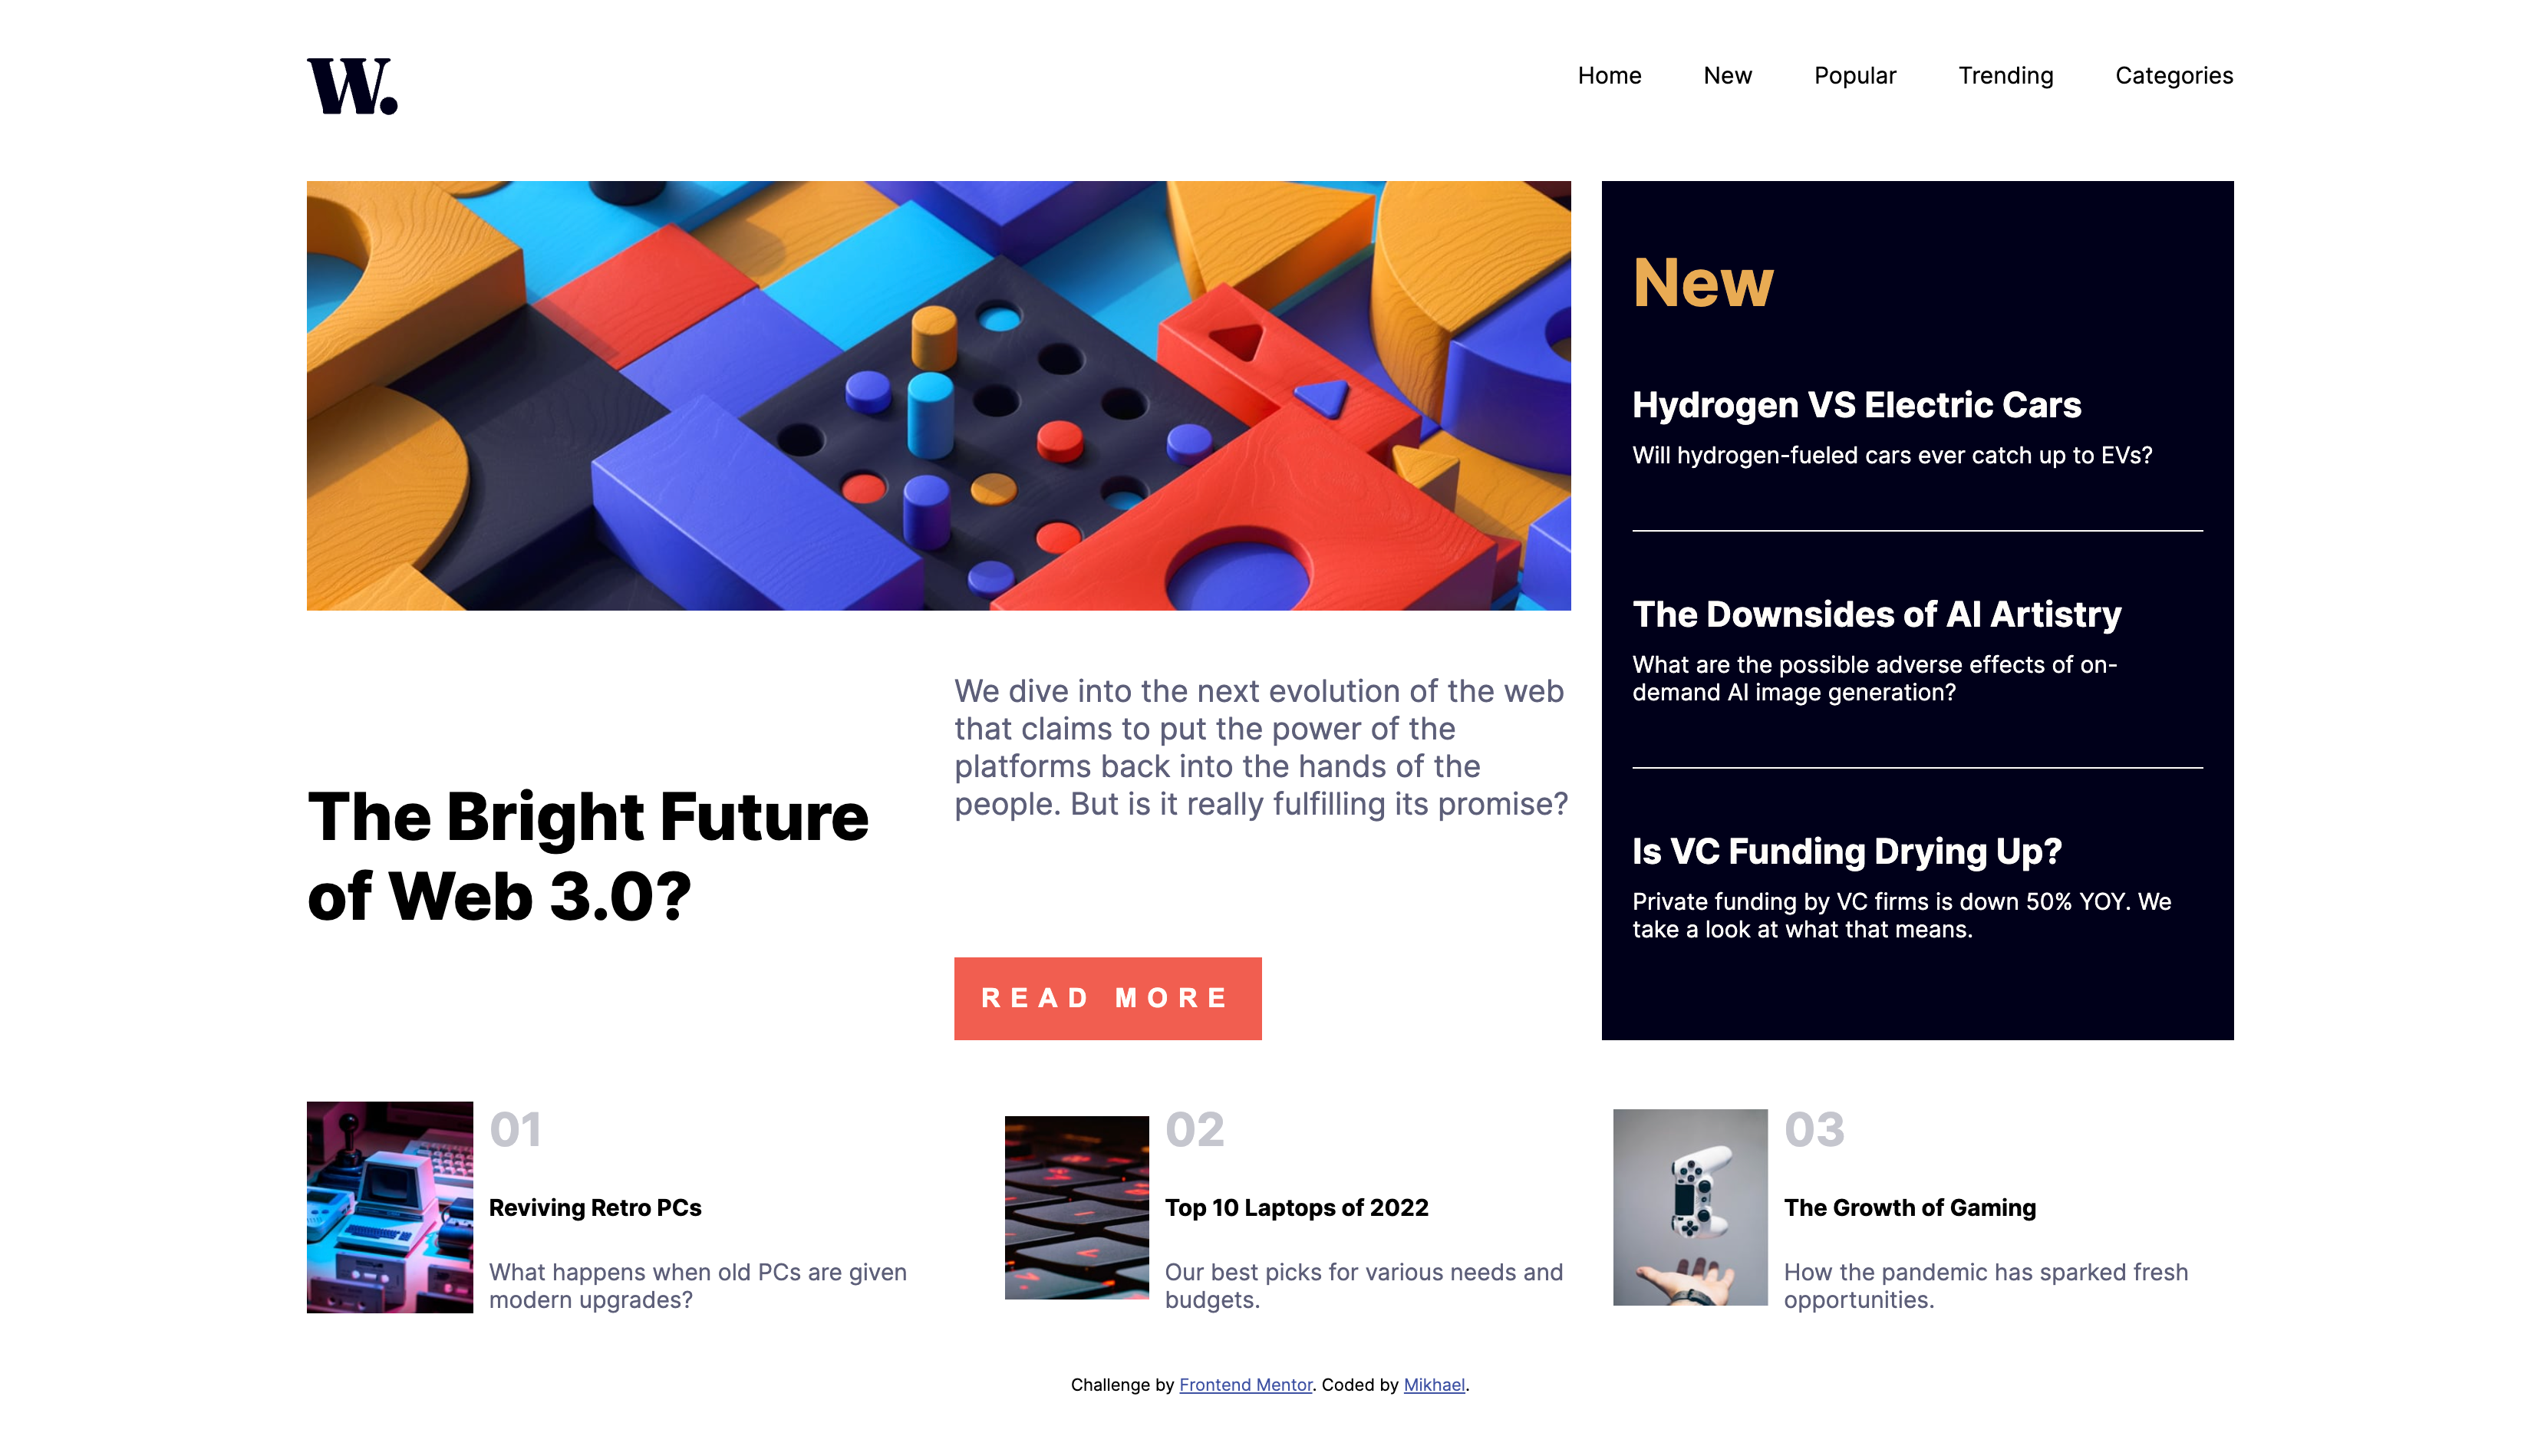 W.
Home New Popular Trending Categories
New
Hydrogen VS Electric Cars
Will hydrogen-fueled cars ever catch up to EVs?
The Downsides of AI Artistry
What are the possible adverse effects of on-
demand AI image generation?
Is VC Funding Drying Up?
Private funding by VC firms is down 50% YOY. We
take a look at what that means.
The Bright Future
of Web 3.0?
We dive into the next evolution of the web
that claims to put the power of the
platforms back into the hands of the
people. But is it really fulfilling its promise?
READ MORE
01
Reviving Retro PCs
What happens when old PCs are given
modern upgrades?
02
Top 10 Laptops of 2022
Our best picks for various needs and
budgets.
03
The Growth of Gaming
How the pandemic has sparked fresh
opportunities.
Challenge by Frontend Mentor. Coded by Mikhael.